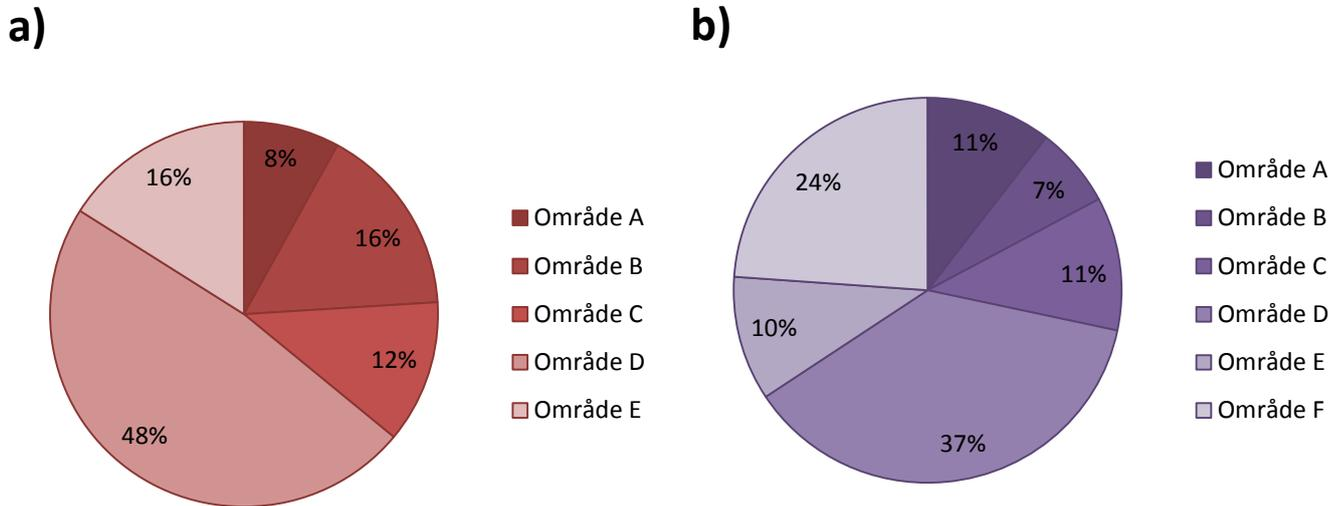 a)
8%
16%
12%
48%
16%
Område A
Område B
Område C
Område D
Område E
b)
11%
7%
11%
37%
10%
24%
Område A
Område B
Område C
Område D
Område E
Område F